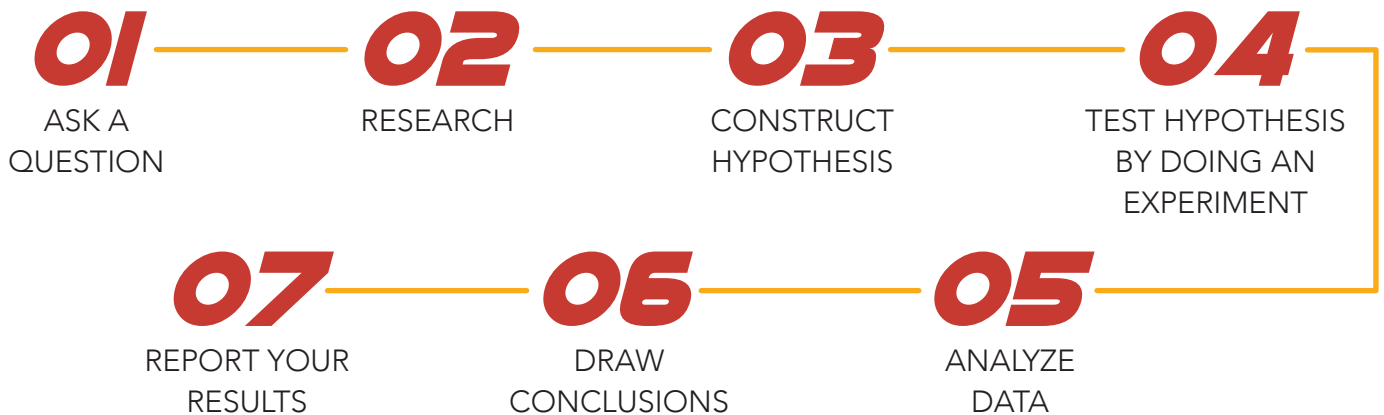 01
ASK A
QUESTION
02
RESEARCH
03
CONSTRUCT
HYPOTHESIS
04
TEST HYPOTHESIS
BY DOING AN
EXPERIMENT
05
ANALYZE
DATA
06
DRAW
CONCLUSIONS
07
REPORT YOUR
RESULTS